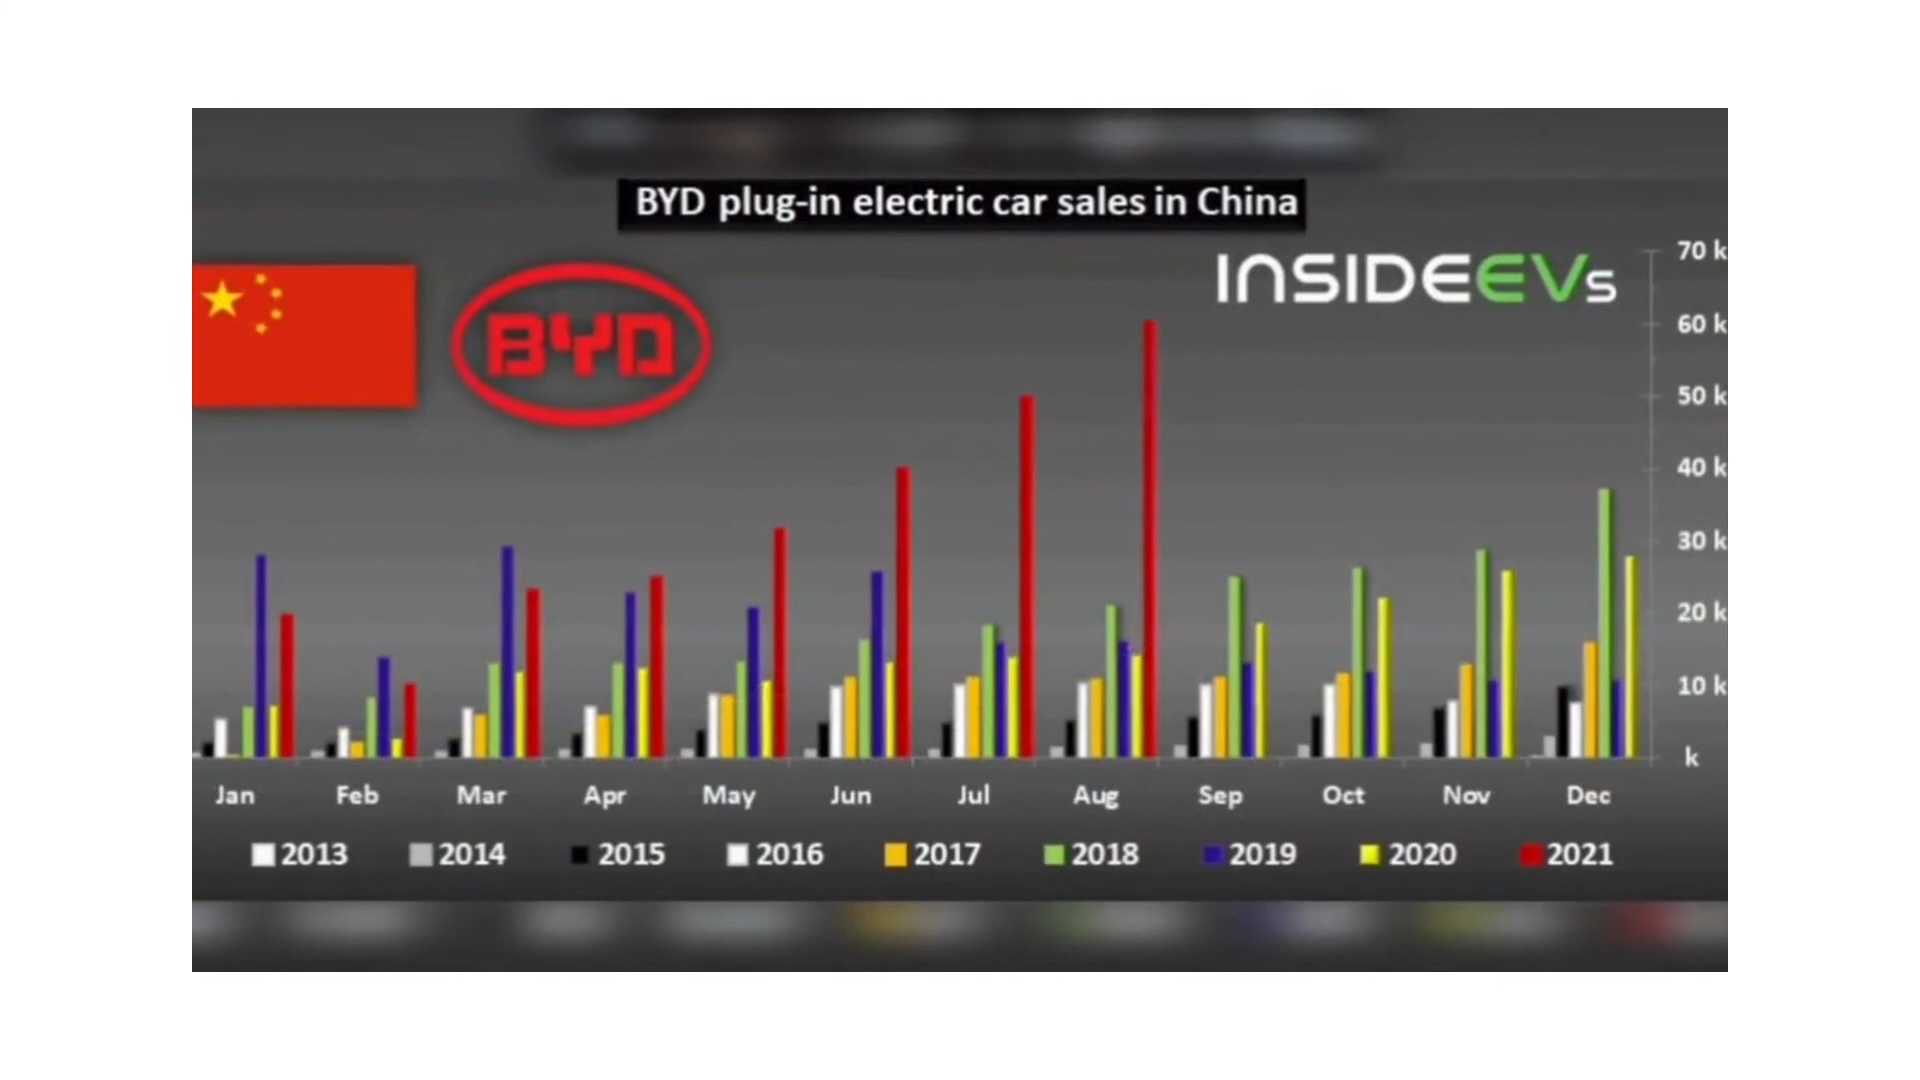 BYD plug-in electric car sales in China
INSIDEEVs
BYD
70 k
60 k
50 k
40 k
30 k
20 k
10 k
k
Jan Feb Mar Apr May Jun Jul Aug Sep Oct Nov Dec
2013 2014 2015 2016 2017 2018 2019 2020 2021